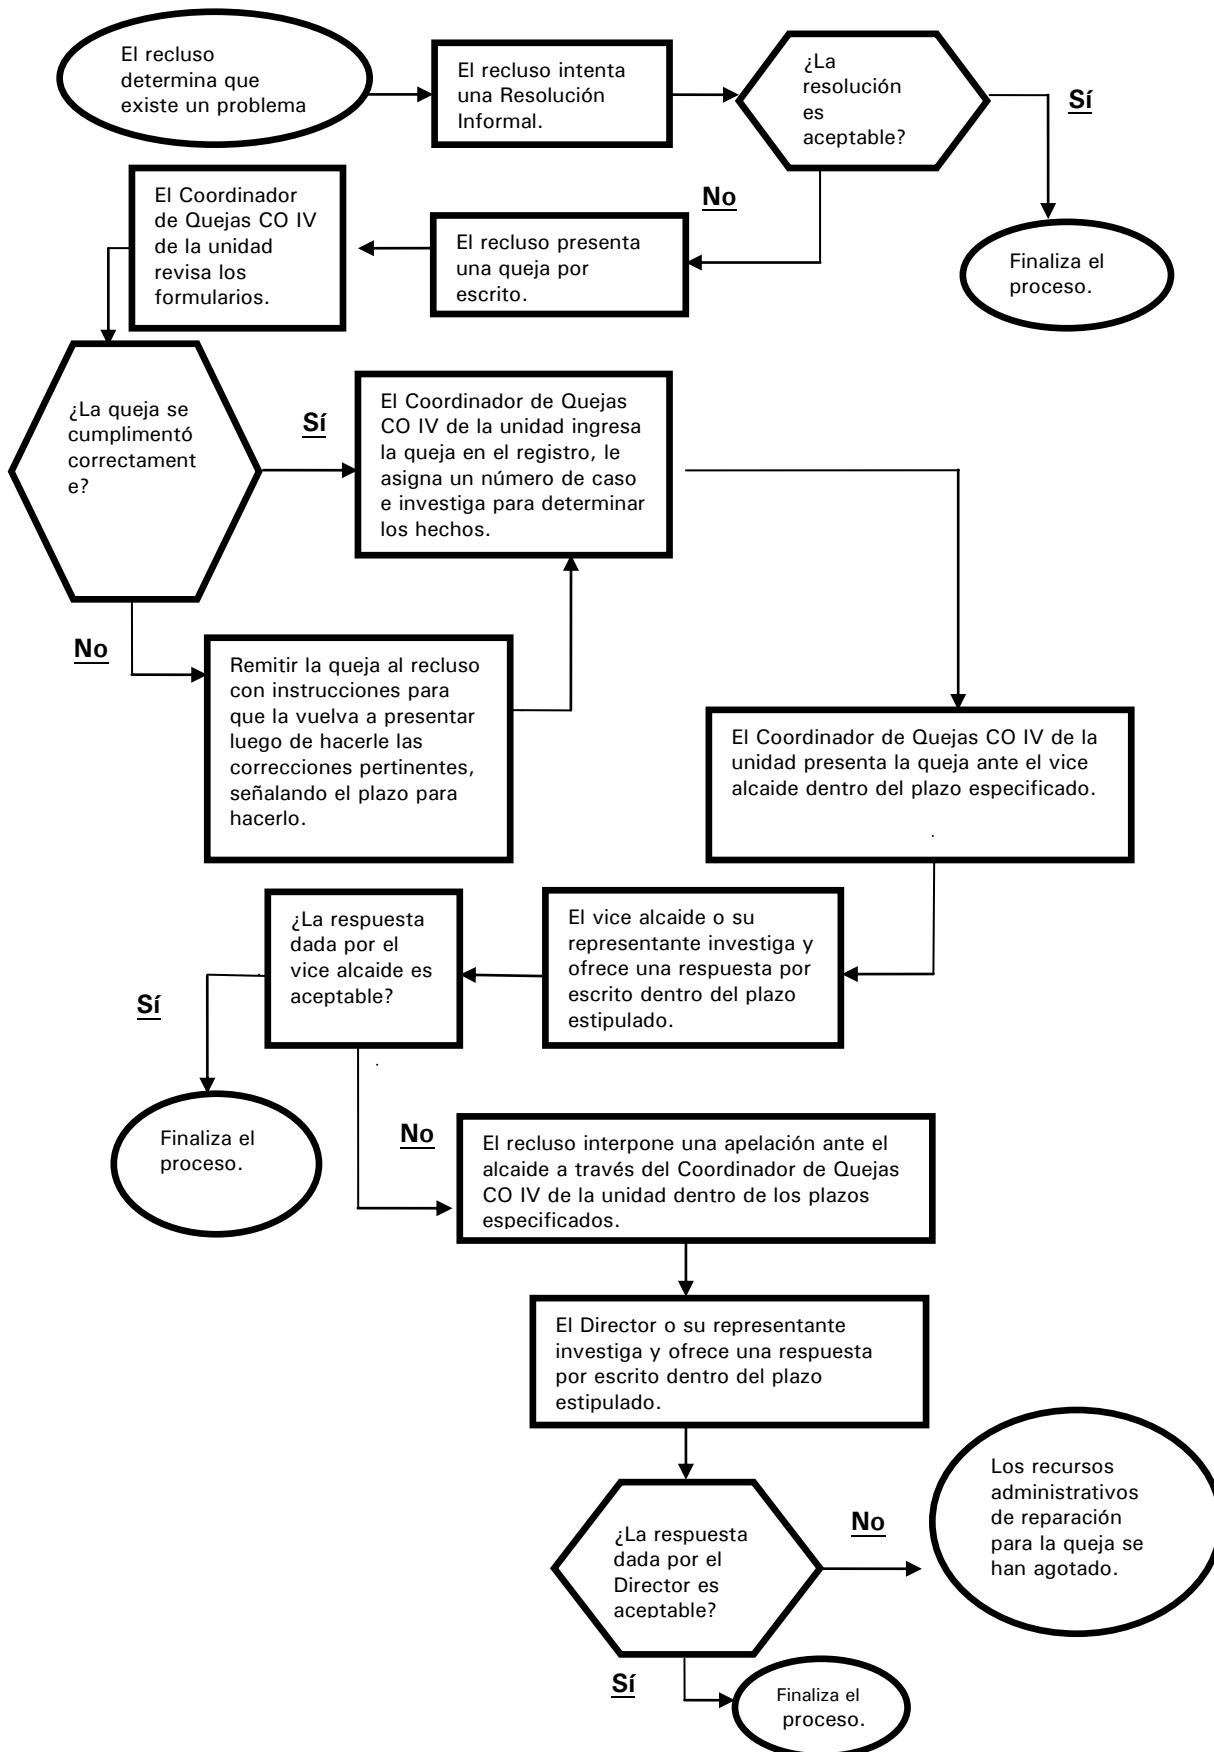 El recluso
determina que
existe un problema
El recluso intenta
una Resolución
Informal.
¿La
resolución
es
aceptable?
Sí
Finaliza el
proceso.
No
El recluso presenta
una queja por
escrito.
El Coordinador
de Quejas CO IV
de la unidad
revisa los
formularios.
¿La queja se
cumplimentó
correctament
e?
Sí
El Coordinador de Quejas
CO IV de la unidad ingresa
la queja en el registro, le
asigna un número de caso
e investiga para determinar
los hechos.
No
Remitir la queja al recluso
con instrucciones para
que la vuelva a presentar
luego de hacerle las
correcciones pertinentes,
señalando el plazo para
hacerlo.
El Coordinador de Quejas CO IV de la
unidad presenta la queja ante el vice
alcaide dentro del plazo especificado.
.
El vice alcaide o su
representante investiga y
ofrece una respuesta por
escrito dentro del plazo
estipulado.
¿La respuesta
dada por el
vice alcaide es
aceptable?
.
Sí
Finaliza el
proceso.
No
El recluso interpone una apelación ante el
alcaide a través del Coordinador de Quejas
CO IV de la unidad dentro de los plazos
especificados.
El Director o su representante
investiga y ofrece una respuesta
por escrito dentro del plazo
estipulado.
¿La respuesta
dada por el
Director es
aceptable?
No
Los recursos
administrativos
de reparación
para la queja se
han agotado.
Sí
Finaliza el
proceso.